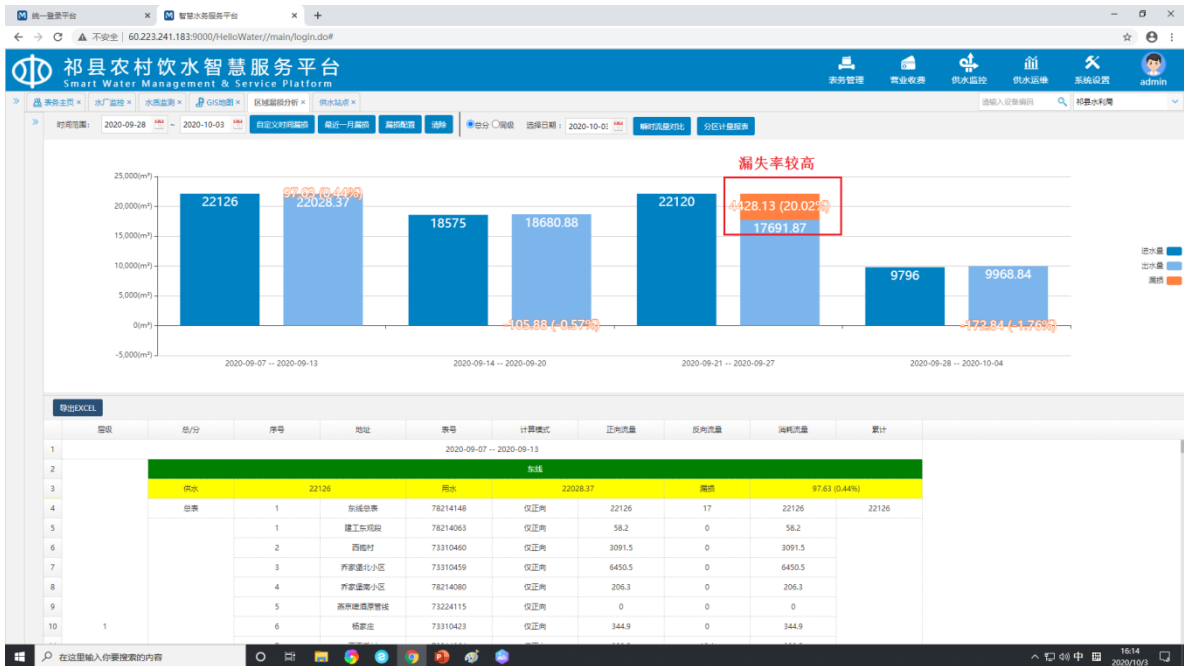 统一登录平台 × 智慧水务服务平台 × +
不安全 | 60.223.241.183:9000/HelloWater//main/login.do#
祁县农村饮水智慧服务平台
Smart Water Management & Service Platform
表务管理 营业收费 供水监控 供水运维 系统设置 admin
表务主页 × 水厂监控 × 水质监测 × GIS地图 × 区域漏损分析 × 供水站点 × 请输入设备编码 祁县水利局
时间范围: 2020-09-28 ~ 2020-10-03 自定义时间漏损 最近一月漏损 漏损配置 清除 总分 层级 选择日期: 2020-10-03 瞬时流量对比 分区计量报表
漏失率较高
25,000(m³)
20,000(m³)
15,000(m³)
10,000(m³)
5,000(m³)
0(m³)
-5,000(m³)
22126 97.63 (0.44%)
22028.37
18575 18680.88
-105.88 (-0.57%)
22120 4428.13 (20.02%)
17691.87
9796 9968.84
-172.84 (-1.76%)
进水量
出水量
漏损
2020-09-07 -- 2020-09-13 2020-09-14 -- 2020-09-20 2020-09-21 -- 2020-09-27 2020-09-28 -- 2020-10-04
导出EXCEL
层级 总/分 序号 地址 表号 计算模式 正向流量 反向流量 消耗流量 累计
1 2020-09-07 -- 2020-09-13
2 东线
3 供水 22126 用水 22028.37 漏损 97.63 (0.44%)
4 总表 1 东线总表 78214148 仅正向 22126 17 22126 22126
5 1 建工东观段 78214063 仅正向 58.2 0 58.2
6 2 西梅村 73310460 仅正向 3091.5 0 3091.5
7 3 乔家堡北小区 73310459 仅正向 6450.5 0 6450.5
8 4 乔家堡南小区 78214080 仅正向 206.3 0 206.3
9 5 燕京啤酒原管线 73224115 仅正向 0 0 0
10 1 6 杨家庄 73310423 仅正向 344.9 0 344.9
在这里输入你要搜索的内容
中 16:14
2020/10/3